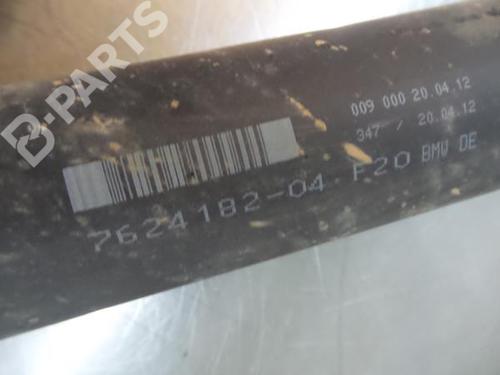 B-PARTS
009 000 20.04.12
347 / 20.04.12
7624182-04 F20 BMW DE